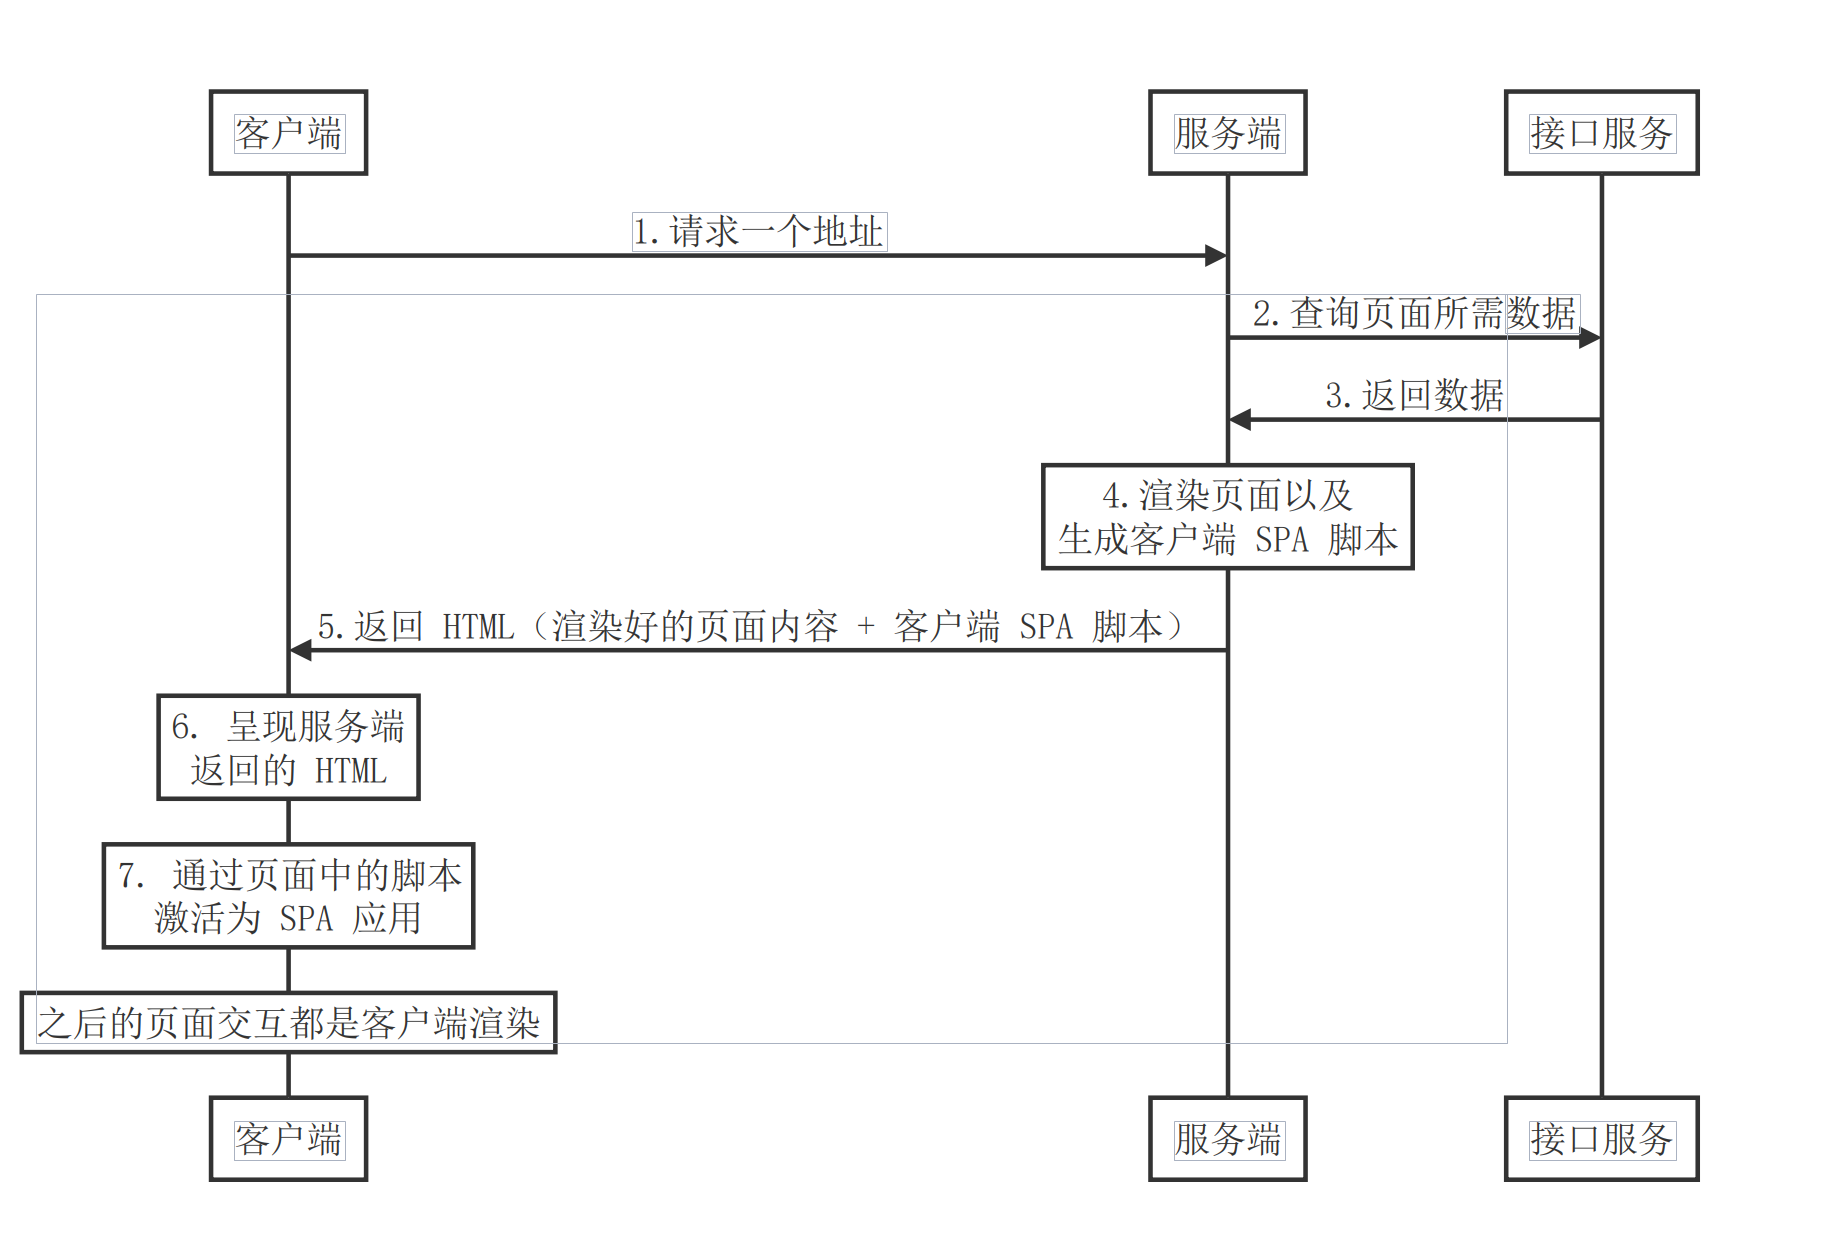 客户端
服务端
接口服务
1.请求一个地址
2.查询页面所需数据
3.返回数据
4.渲染页面以及
生成客户端 SPA 脚本
5.返回 HTML（渲染好的页面内容 + 客户端 SPA 脚本）
6. 呈现服务端
返回的 HTML
7. 通过页面中的脚本
激活为 SPA 应用
之后的页面交互都是客户端渲染
客户端
服务端
接口服务